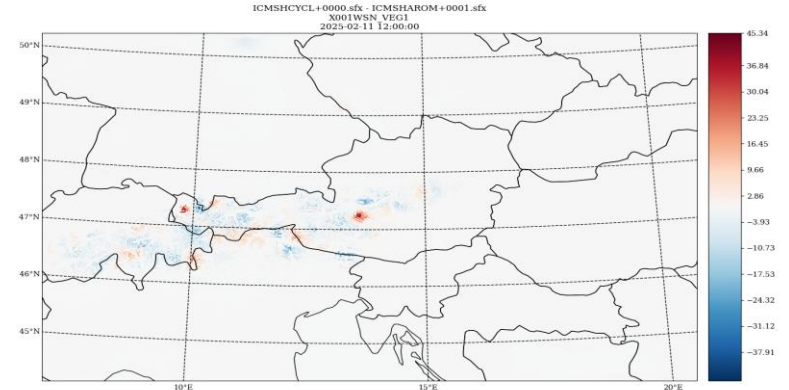 ICMSHCYCL+0000.sfx - ICMSHAROM+0001.sfx
X001WSN_VEG1
2025-02-11 12:00:00
50°N
49°N
48°N
47°N
46°N
45°N
10°E
15°E
20°E
45.34
36.84
30.04
23.25
16.45
9.66
2.86
-3.93
-10.73
-17.53
-24.32
-31.12
-37.91